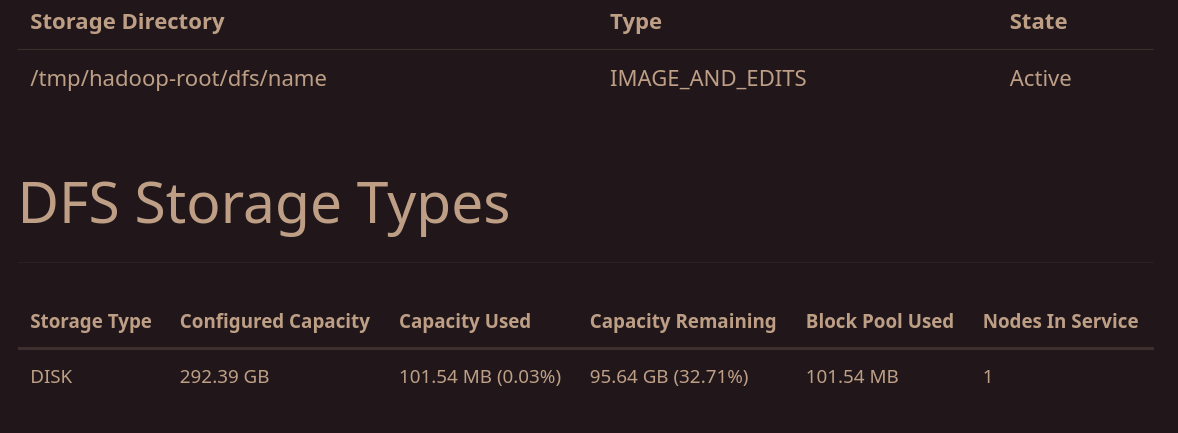 Storage Directory Type State
/tmp/hadoop-root/dfs/name IMAGE_AND_EDITS Active
DFS Storage Types
Storage Type Configured Capacity Capacity Used Capacity Remaining Block Pool Used Nodes In Service
DISK 292.39 GB 101.54 MB (0.03%) 95.64 GB (32.71%) 101.54 MB 1